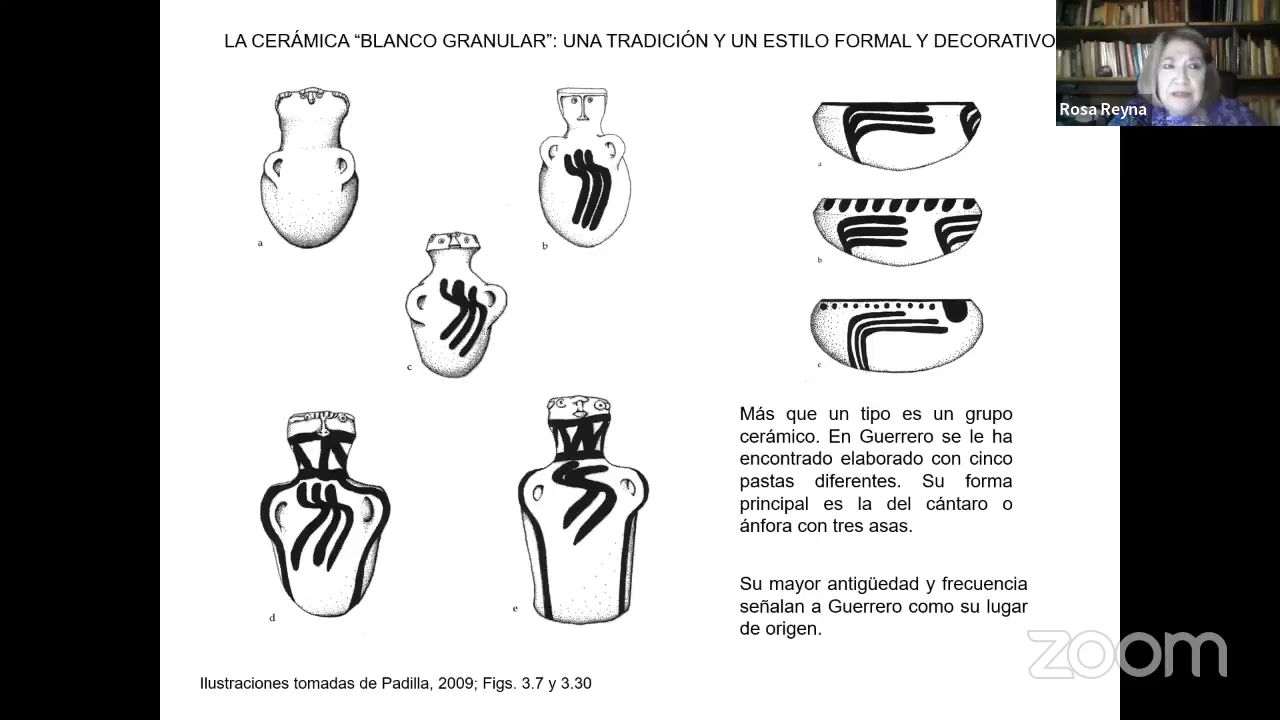 LA CERÁMICA “BLANCO GRANULAR”: UNA TRADICIÓN Y UN ESTILO FORMAL Y DECORATIVO
Rosa Reyna
a
b
c
d
e
a
b
c
Más que un tipo es un grupo
cerámico. En Guerrero se le ha
encontrado elaborado con cinco
pastas diferentes. Su forma
principal es la del cántaro o
ánfora con tres asas.
Su mayor antigüedad y frecuencia
señalan a Guerrero como su lugar
de origen.
zoom
Ilustraciones tomadas de Padilla, 2009; Figs. 3.7 y 3.30